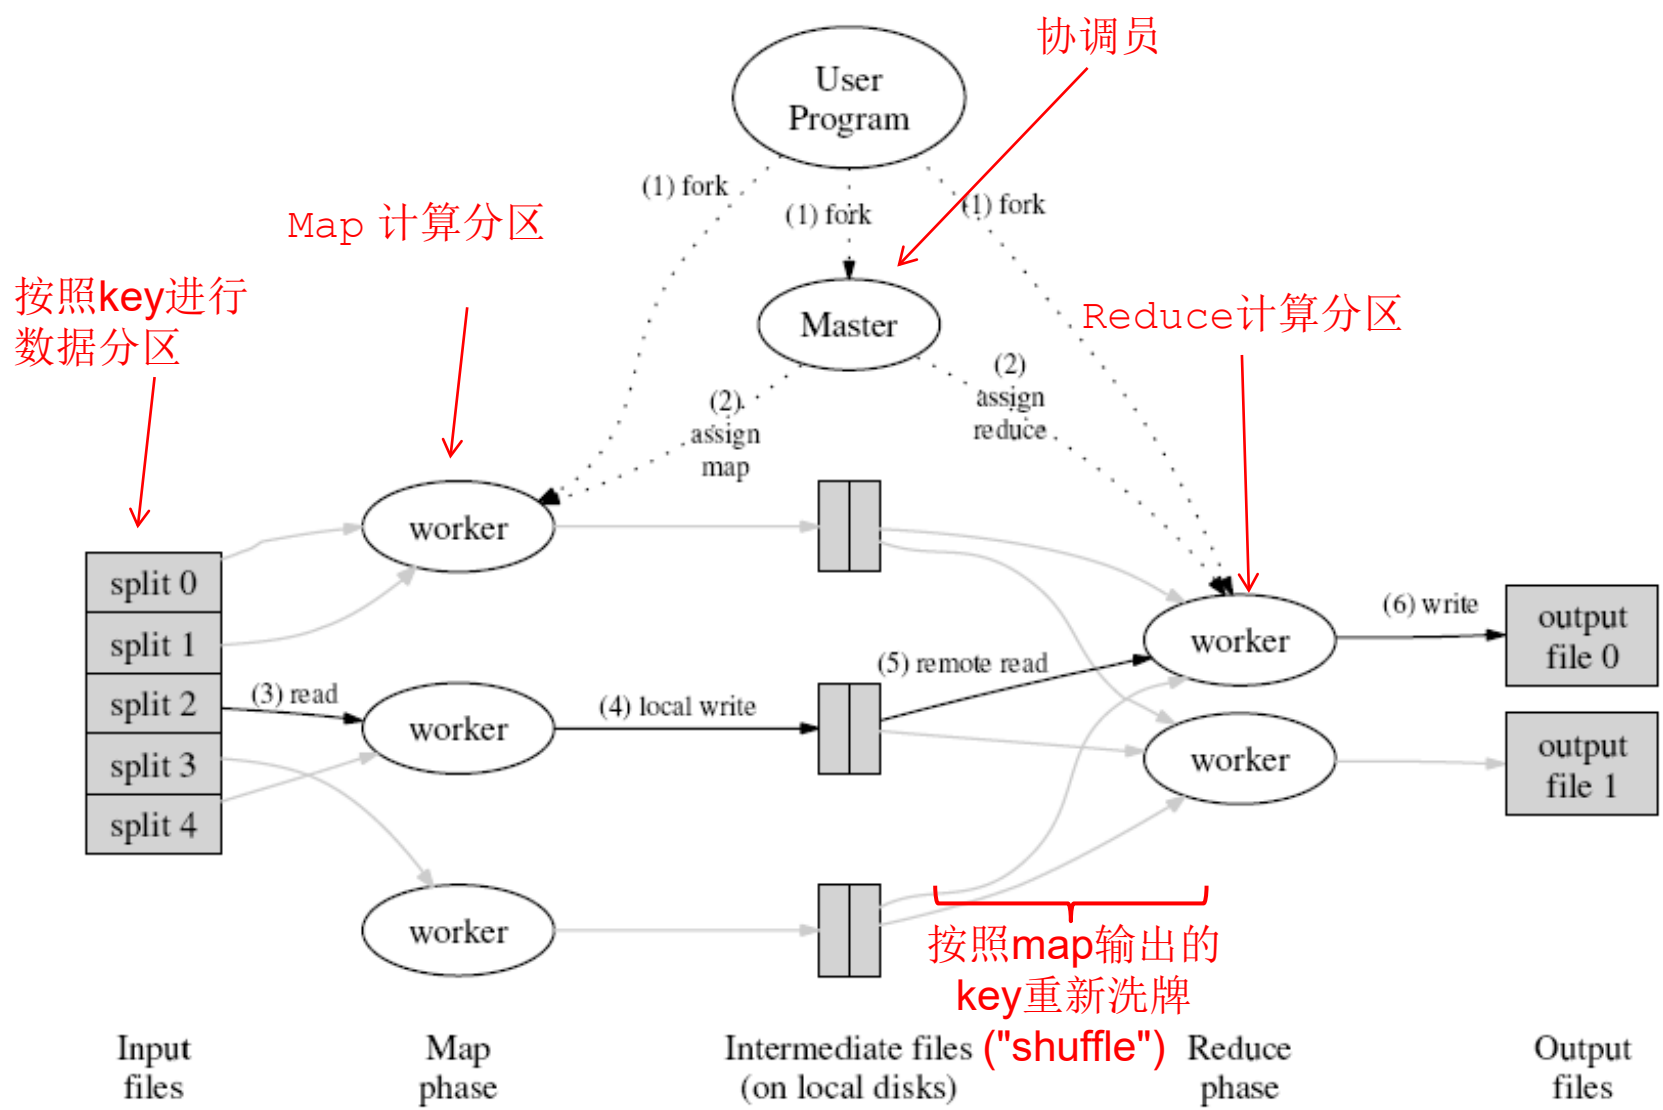 协调员
User
Program
(1) fork
(1) fork
(1) fork
Map 计算分区
按照key进行
数据分区
Master
Reduce计算分区
(2)
assign
map
(2)
assign
reduce
worker
split 0
split 1
split 2
split 3
split 4
(3) read
worker
(4) local write
(5) remote read
worker
(6) write
output
file 0
worker
output
file 1
worker
按照map输出的
key重新洗牌
("shuffle")
Input
files
Map
phase
Intermediate files
(on local disks)
Reduce
phase
Output
files